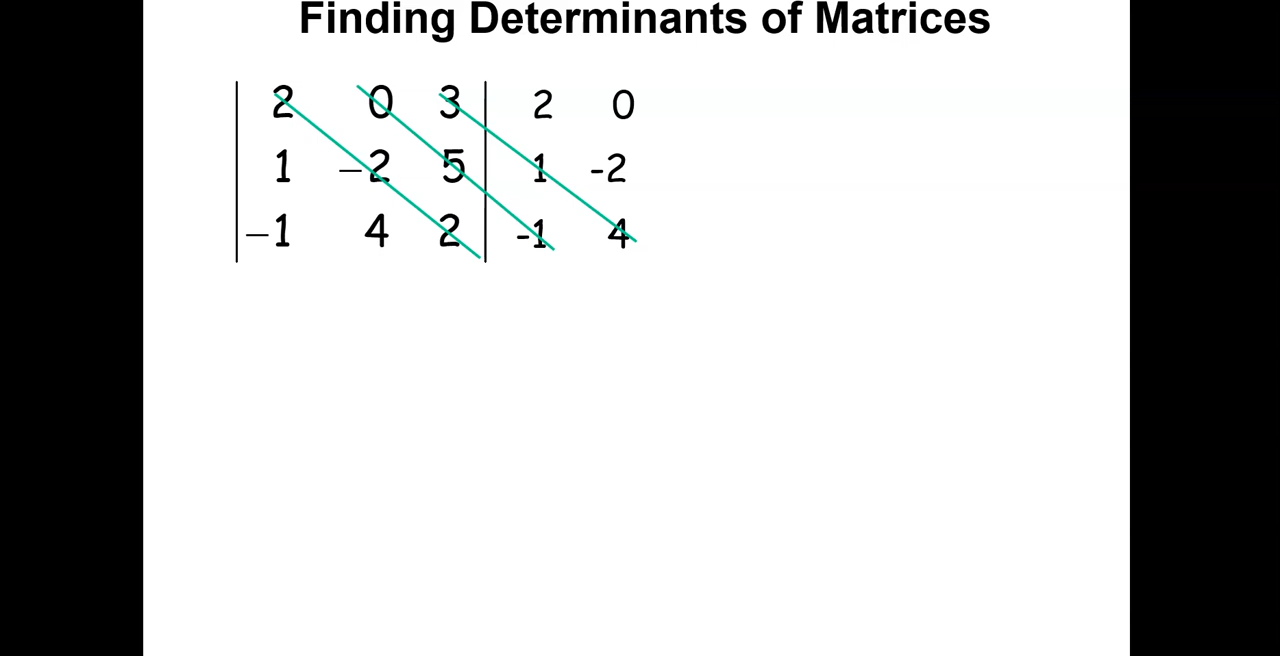 Finding Determinants of Matrices
2 0 3 2 0
1 −2 5 1 -2
−1 4 2 -1 4